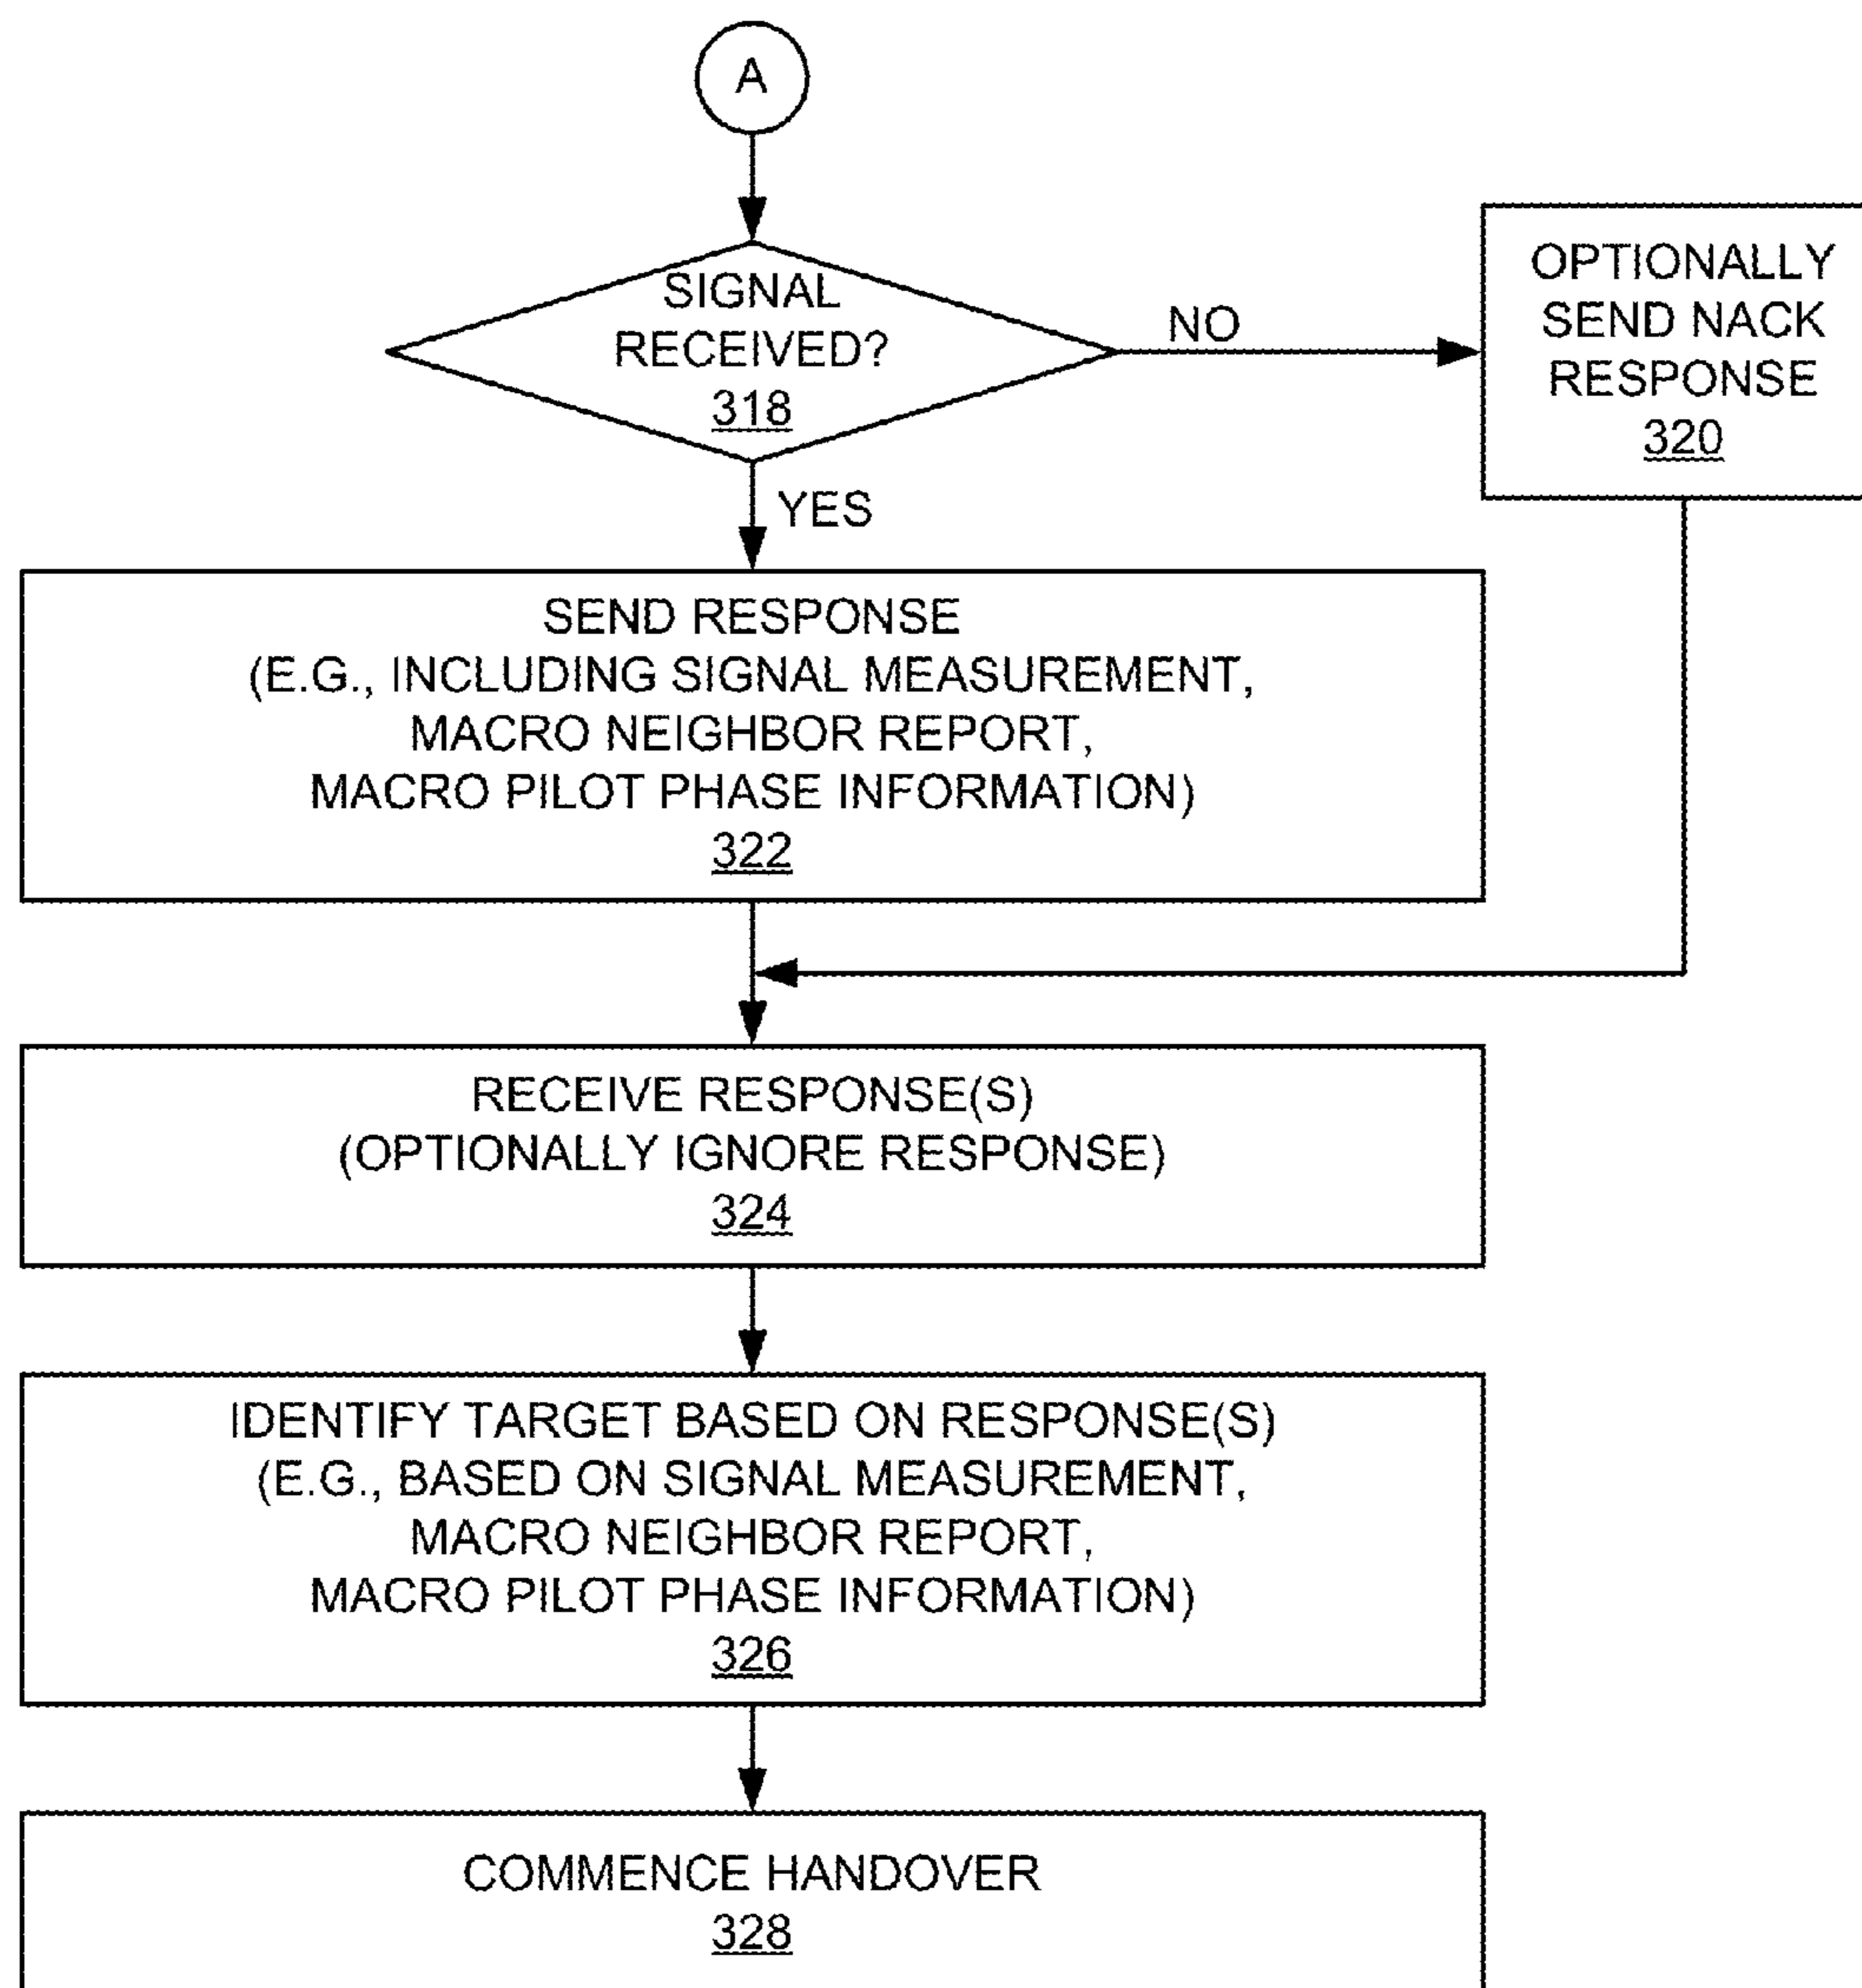 A
SIGNAL
RECEIVED?
318
NO
OPTIONALLY
SEND NACK
RESPONSE
320
YES
SEND RESPONSE
(E.G., INCLUDING SIGNAL MEASUREMENT,
MACRO NEIGHBOR REPORT,
MACRO PILOT PHASE INFORMATION)
322
RECEIVE RESPONSE(S)
(OPTIONALLY IGNORE RESPONSE)
324
IDENTIFY TARGET BASED ON RESPONSE(S)
(E.G., BASED ON SIGNAL MEASUREMENT,
MACRO NEIGHBOR REPORT,
MACRO PILOT PHASE INFORMATION)
326
COMMENCE HANDOVER
328